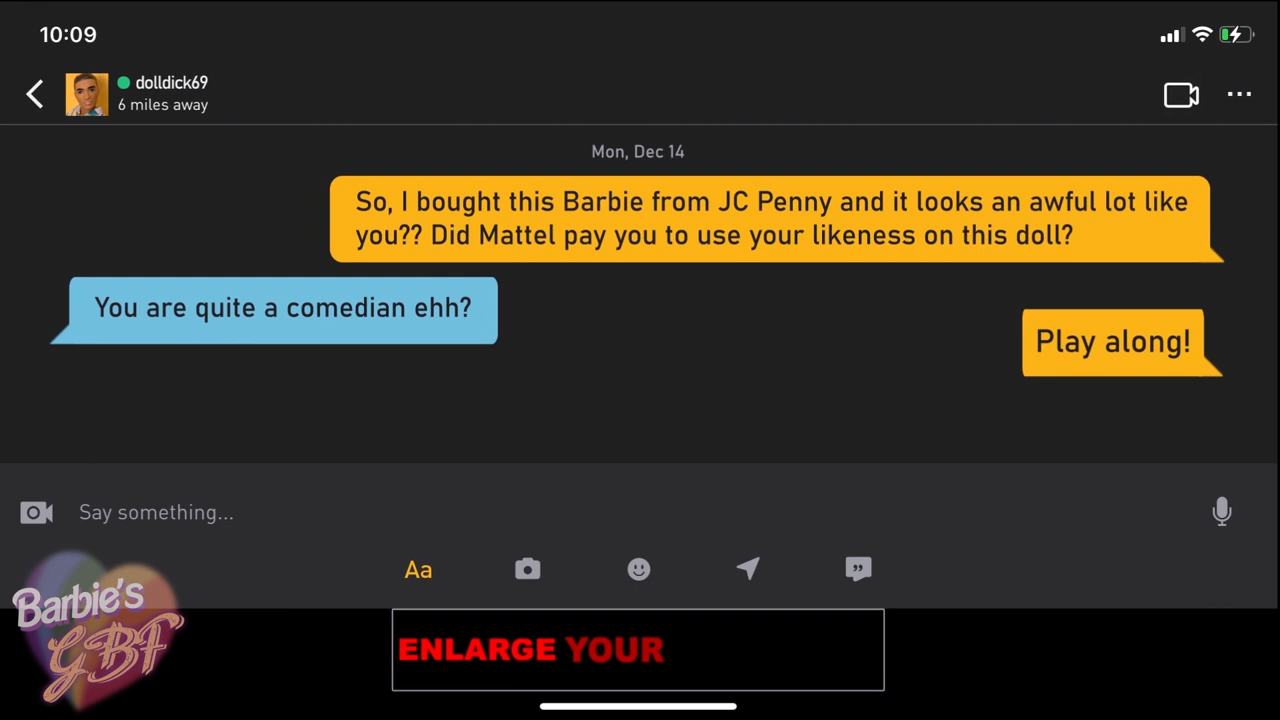 10:09
dolldick69
6 miles away
Mon, Dec 14
So, I bought this Barbie from JC Penny and it looks an awful lot like
you?? Did Mattel pay you to use your likeness on this doll?
You are quite a comedian ehh?
Play along!
Say something...
Aa
Barbie's
GBF
ENLARGE YOUR